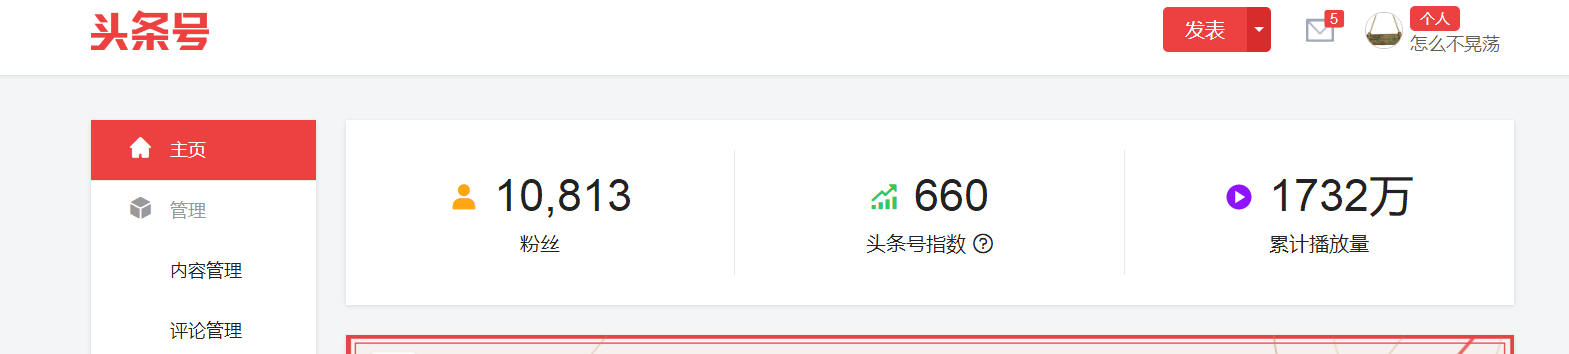 头条号
发表
5
个人
怎么不晃荡
主页
管理
内容管理
评论管理
10,813
粉丝
660
头条号指数 ?
1732万
累计播放量